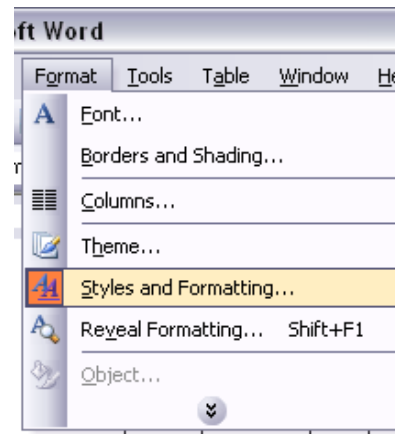 ft Word
Format Tools Table Window He
Font...
Borders and Shading...
Columns...
Theme...
Styles and Formatting...
Reveal Formatting... Shift+F1
Object...